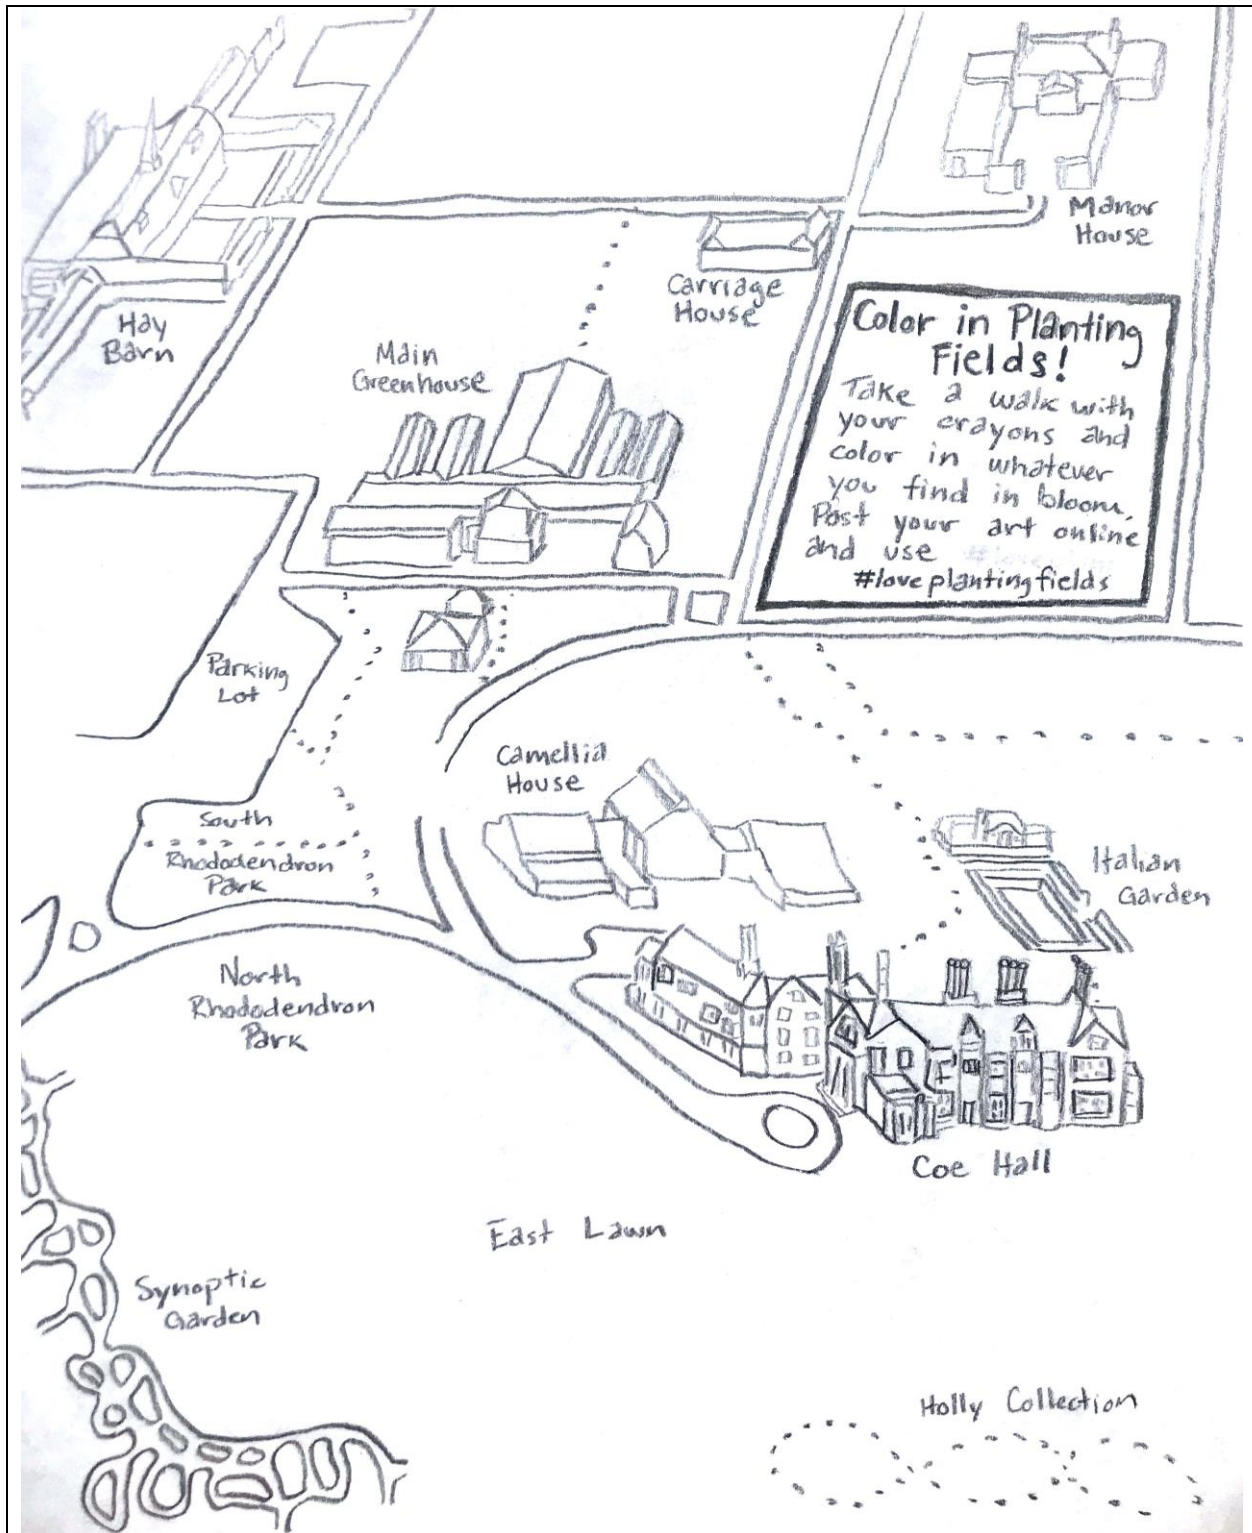 Manor
House
Carriage
House
Hay
Barn
Main
Greenhouse
Color in Planting
Fields!
Take a walk with
your crayons and
color in whatever
you find in bloom.
Post your art online
and use
#loveplantingfields
Parking
Lot
Camellia
House
South
Rhododendron
Park
Italian
Garden
North
Rhododendron
Park
Coe Hall
East Lawn
Synoptic
Garden
Holly Collection